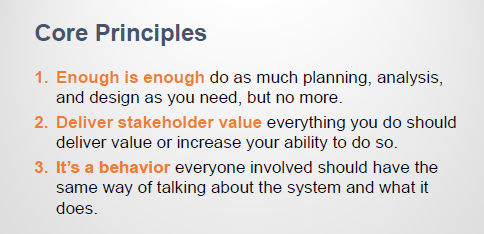 Core Principles
1. Enough is enough do as much planning, analysis,
and design as you need, but no more.
2. Deliver stakeholder value everything you do should
deliver value or increase your ability to do so.
3. It's a behavior everyone involved should have the
same way of talking about the system and what it
does.